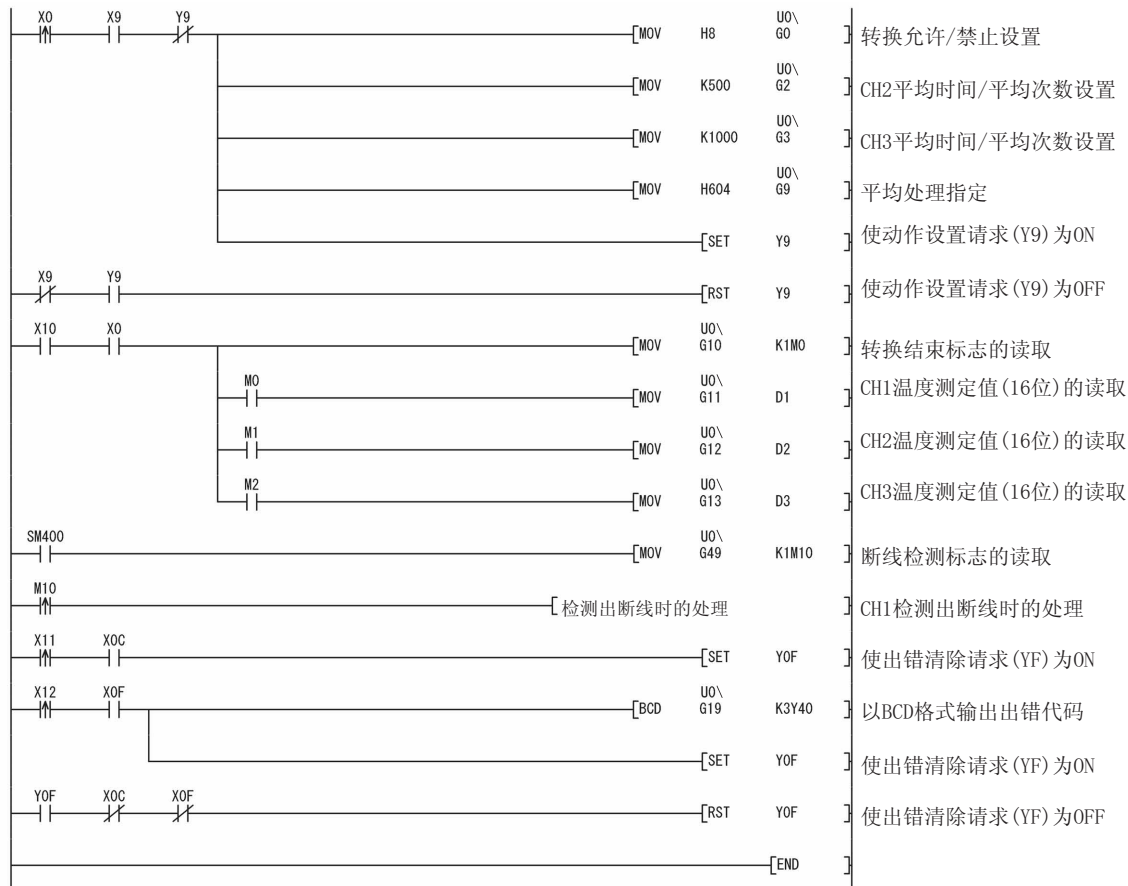 X0 X9 Y9 U0\
MOV H8 G0 转换允许/禁止设置
U0\
MOV K500 G2 CH2平均时间/平均次数设置
U0\
MOV K1000 G3 CH3平均时间/平均次数设置
U0\
MOV H604 G9 平均处理指定
SET Y9 使动作设置请求(Y9)为ON
X9 Y9
RST Y9 使动作设置请求(Y9)为OFF
X10 X0 U0\
MOV G10 K1M0 转换结束标志的读取
M0 U0\
MOV G11 D1 CH1温度测定值(16位)的读取
M1 U0\
MOV G12 D2 CH2温度测定值(16位)的读取
M2 U0\
MOV G13 D3 CH3温度测定值(16位)的读取
SM400 U0\
MOV G49 K1M10 断线检测标志的读取
M10
检测出断线时的处理 CH1检测出断线时的处理
X11 X0C
SET Y0F 使出错清除请求(YF)为ON
X12 X0F U0\
BCD G19 K3Y40 以BCD格式输出出错代码
SET Y0F 使出错清除请求(YF)为ON
Y0F X0C X0F
RST Y0F 使出错清除请求(YF)为OFF
END